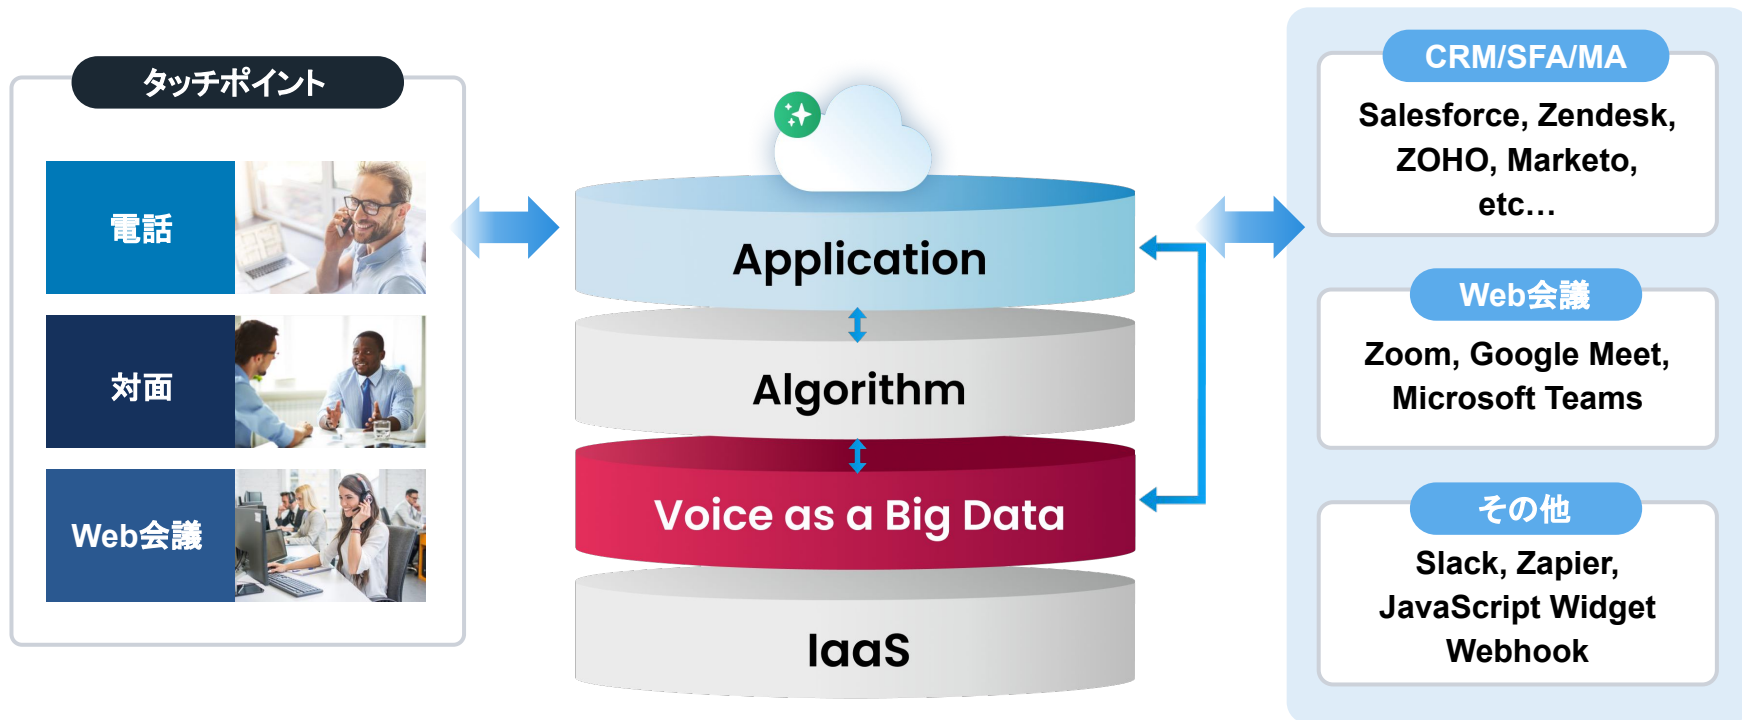 タッチポイント
電話
対面
Web会議
Application
Algorithm
Voice as a Big Data
IaaS
CRM/SFA/MA
Salesforce, Zendesk,
ZOHO, Marketo,
etc…
Web会議
Zoom, Google Meet,
Microsoft Teams
その他
Slack, Zapier,
JavaScript Widget
Webhook